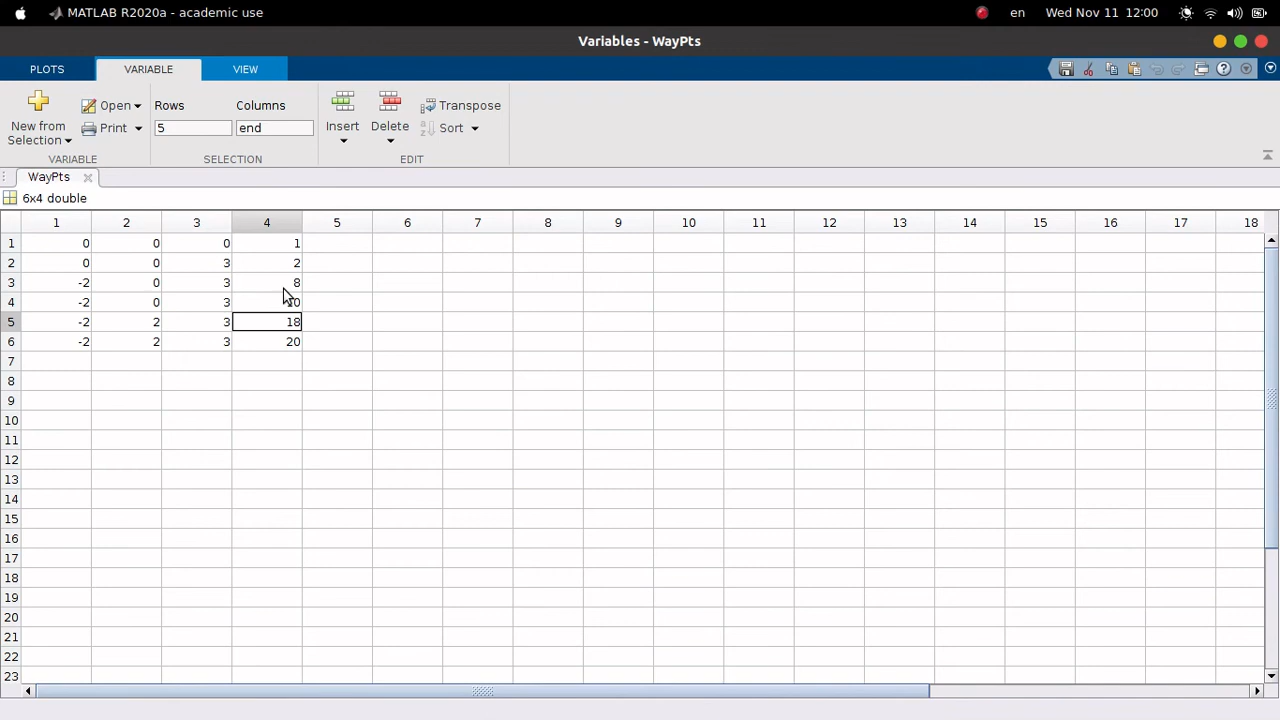 MATLAB R2020a - academic use en Wed Nov 11 12:00
Variables - WayPts
PLOTS VARIABLE VIEW
New from Selection
Open
Print
VARIABLE
Rows Columns
5 end
SELECTION
Insert
Delete
Transpose
Sort
EDIT
WayPts
6x4 double
1 2 3 4 5 6 7 8 9 10 11 12 13 14 15 16 17 18
1 0 0 0 1
2 0 0 3 2
3 -2 0 3 8
4 -2 0 3
5 -2 2 3 18
6 -2 2 3 20
7
8
9
10
11
12
13
14
15
16
17
18
19
20
21
22
23